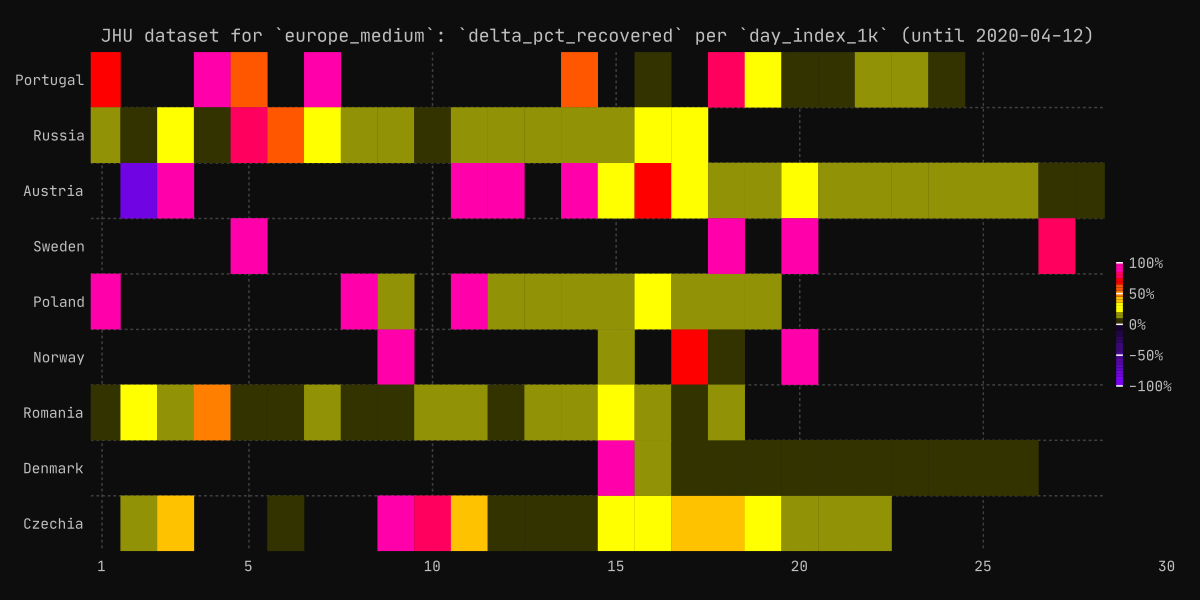 JHU dataset for `europe_medium`: `delta_pct_recovered` per `day_index_1k` (until 2020-04-12)
Portugal
Russia
Austria
Sweden
Poland
Norway
Romania
Denmark
Czechia
100%
50%
0%
-50%
-100%
1 5 10 15 20 25 30